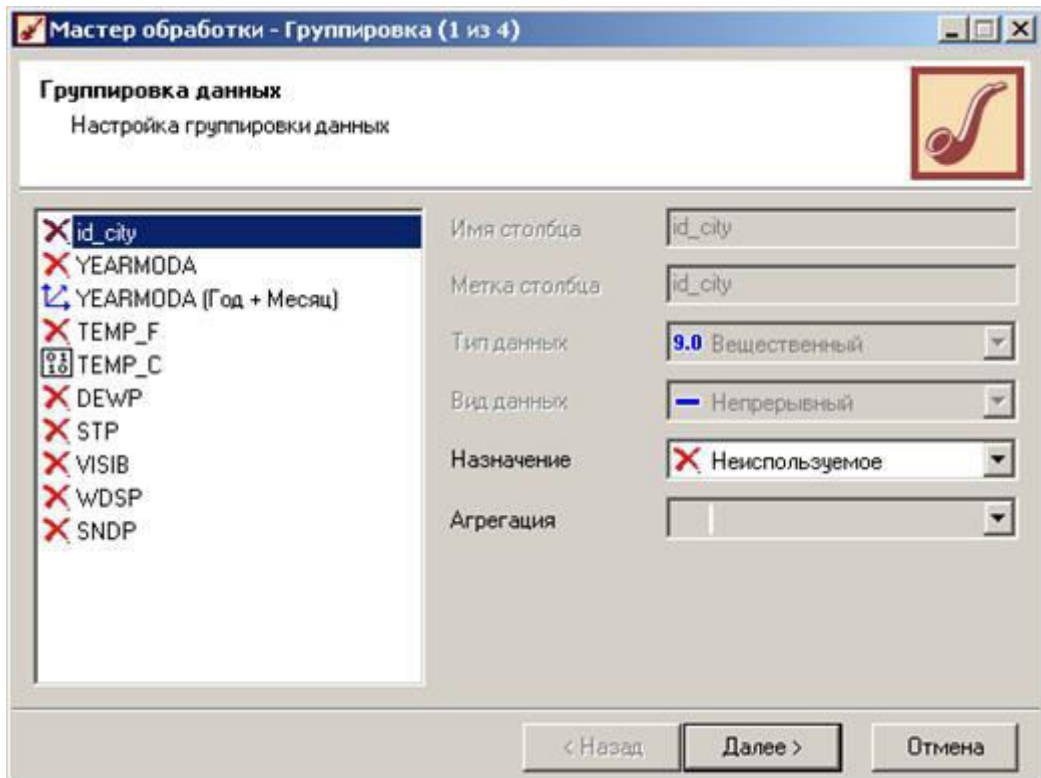 Мастер обработки - Группировка (1 из 4)
Группировка данных
Настройка группировки данных
id_city
YEARMODA
YEARMODA (Год + Месяц)
TEMP_F
TEMP_C
DEWP
STP
VISIB
WDSP
SNDP
Имя столбца id_city
Метка столбца id_city
Тип данных 9.0 Вещественный
Вид данных Непрерывный
Назначение Неиспользуемое
Агрегация
< Назад Далее > Отмена